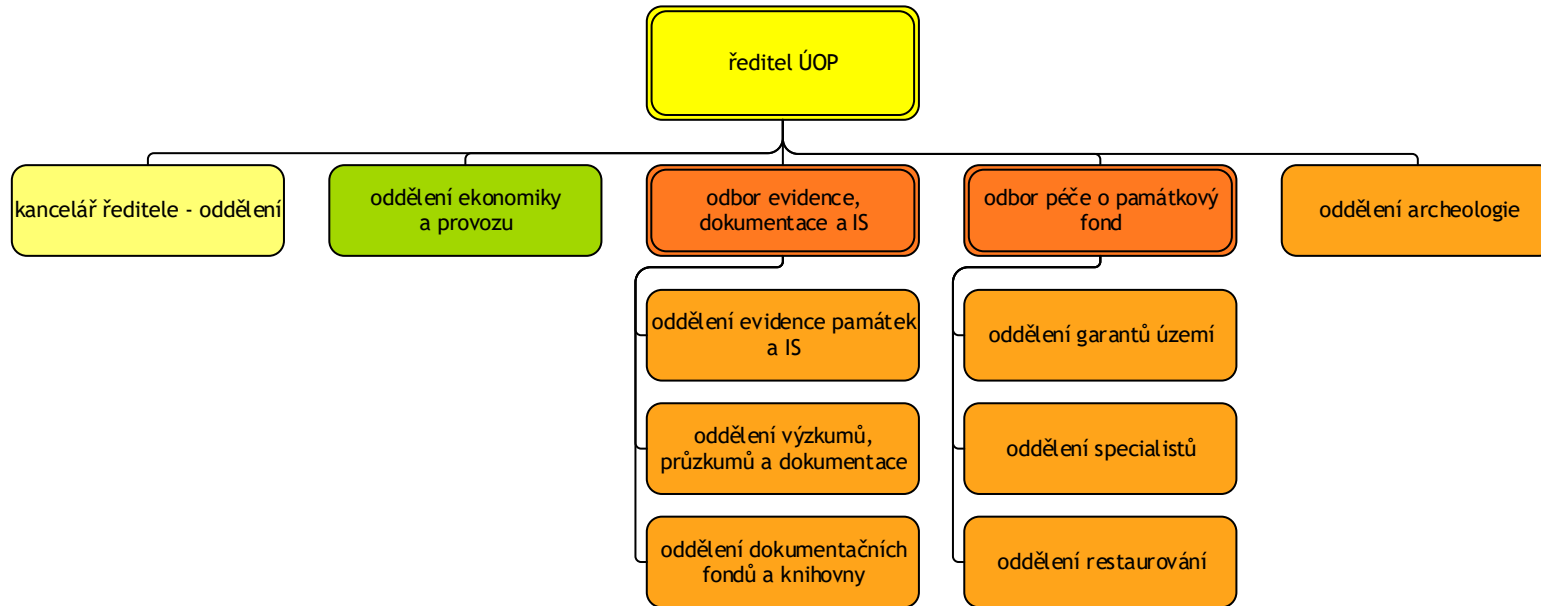 ředitel ÚOP
kancelář ředitele - oddělení
oddělení ekonomiky
a provozu
odbor evidence,
dokumentace a IS
odbor péče o památkový
fond
oddělení archeologie
oddělení evidence památek
a IS
oddělení výzkumů,
průzkumů a dokumentace
oddělení dokumentačních
fondů a knihovny
oddělení garantů území
oddělení specialistů
oddělení restaurování